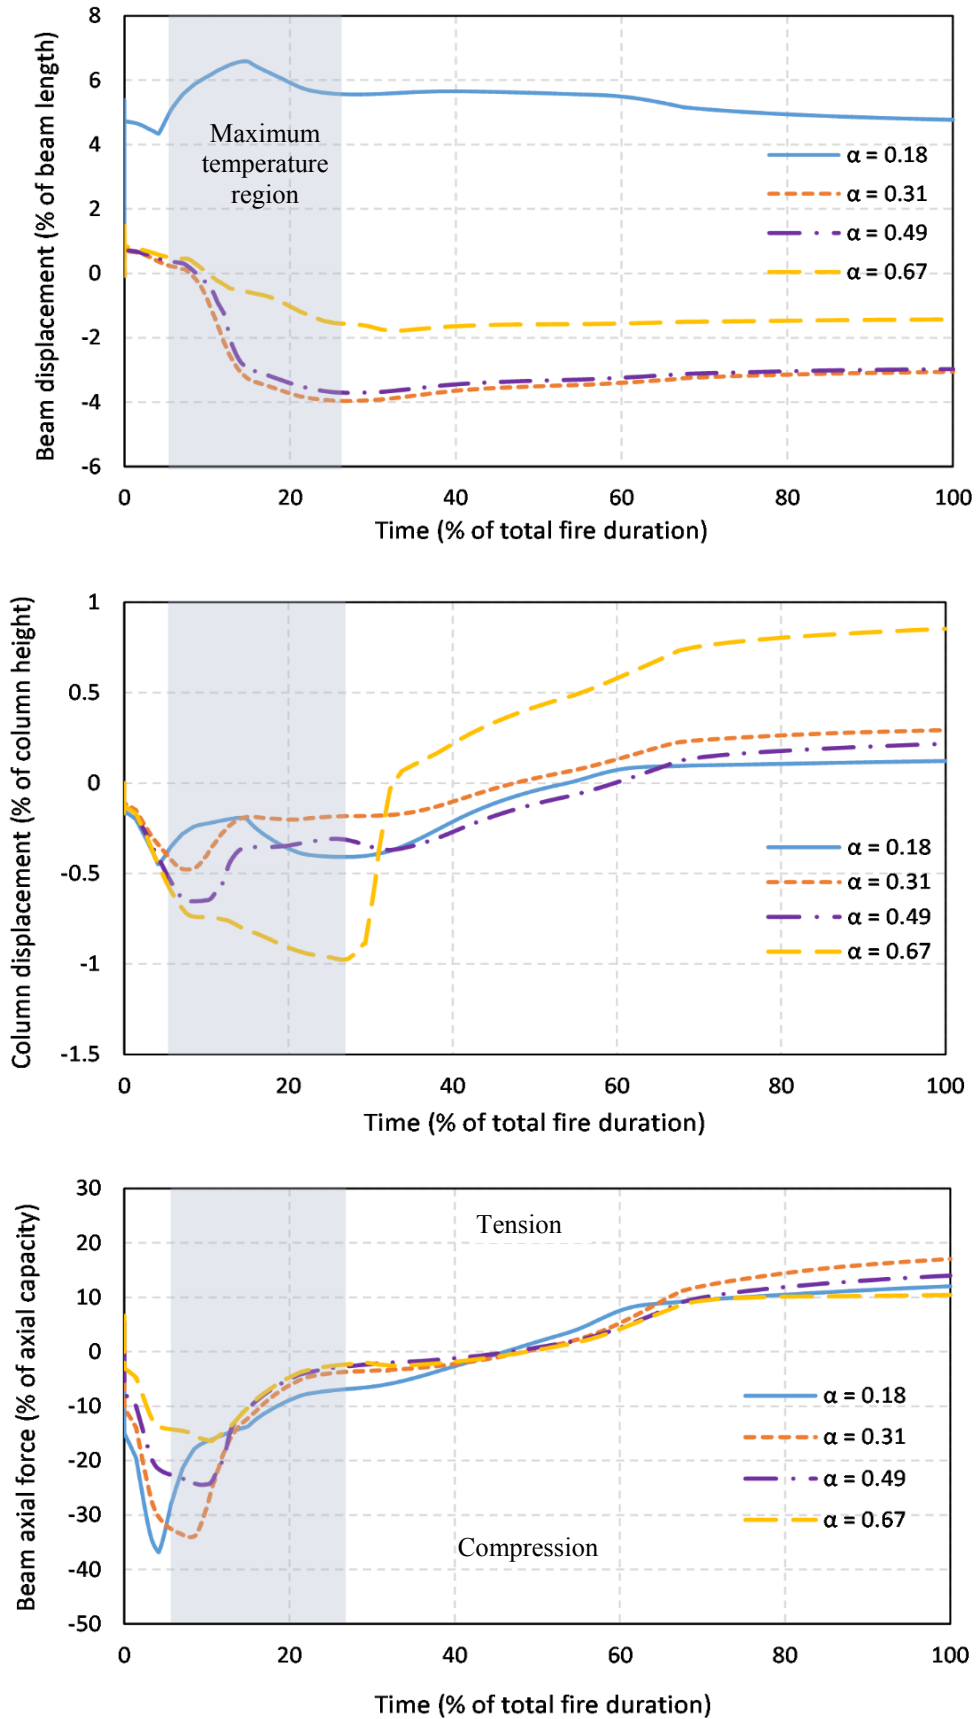 Beam displacement (% of beam length)
8
6
4
2
0
-2
-4
-6
Maximum
temperature
region
α = 0.18
α = 0.31
α = 0.49
α = 0.67
0
20
40
60
80
100
Time (% of total fire duration)
Column displacement (% of column height)
1
0.5
0
-0.5
-1
-1.5
α = 0.18
α = 0.31
α = 0.49
α = 0.67
0
20
40
60
80
100
Time (% of total fire duration)
Beam axial force (% of axial capacity)
30
20
10
0
-10
-20
-30
-40
-50
Tension
α = 0.18
α = 0.31
α = 0.49
α = 0.67
Compression
0
20
40
60
80
100
Time (% of total fire duration)